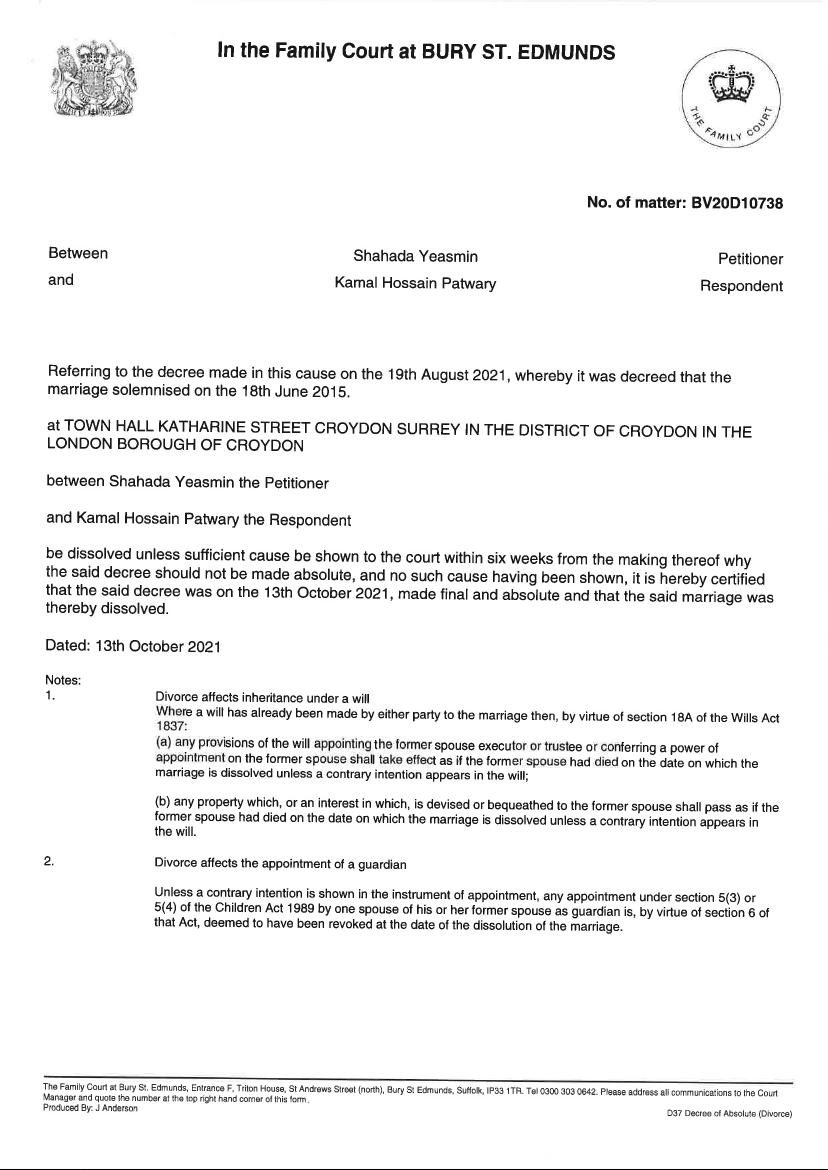 In the Family Court at BURY ST. EDMUNDS
THE FAMILY COURT
No. of matter: BV20D10738
Between Shahada Yeasmin Petitioner
and Kamal Hossain Patwary Respondent
Referring to the decree made in this cause on the 19th August 2021, whereby it was decreed that the
marriage solemnised on the 18th June 2015.
at TOWN HALL KATHARINE STREET CROYDON SURREY IN THE DISTRICT OF CROYDON IN THE
LONDON BOROUGH OF CROYDON
between Shahada Yeasmin the Petitioner
and Kamal Hossain Patwary the Respondent
be dissolved unless sufficient cause be shown to the court within six weeks from the making thereof why
the said decree should not be made absolute, and no such cause having been shown, it is hereby certified
that the said decree was on the 13th October 2021, made final and absolute and that the said marriage was
thereby dissolved.
Dated: 13th October 2021
Notes:
1. Divorce affects inheritance under a will
Where a will has already been made by either party to the marriage then, by virtue of section 18A of the Wills Act
1837:
(a) any provisions of the will appointing the former spouse executor or trustee or conferring a power of
appointment on the former spouse shall take effect as if the former spouse had died on the date on which the
marriage is dissolved unless a contrary intention appears in the will;
(b) any property which, or an interest in which, is devised or bequeathed to the former spouse shall pass as if the
former spouse had died on the date on which the marriage is dissolved unless a contrary intention appears in
the will.
2. Divorce affects the appointment of a guardian
Unless a contrary intention is shown in the instrument of appointment, any appointment under section 5(3) or
5(4) of the Children Act 1989 by one spouse of his or her former spouse as guardian is, by virtue of section 6 of
that Act, deemed to have been revoked at the date of the dissolution of the marriage.
The Family Court at Bury St. Edmunds, Entrance F, Triton House, St Andrews Street (north), Bury St Edmunds, Suffolk, IP33 1TR. Tel 0300 303 0642. Please address all communications to the Court
Manager and quote the number at the top right hand corner of this form.
Produced By: J Anderson
D37 Decree of Absolute (Divorce)